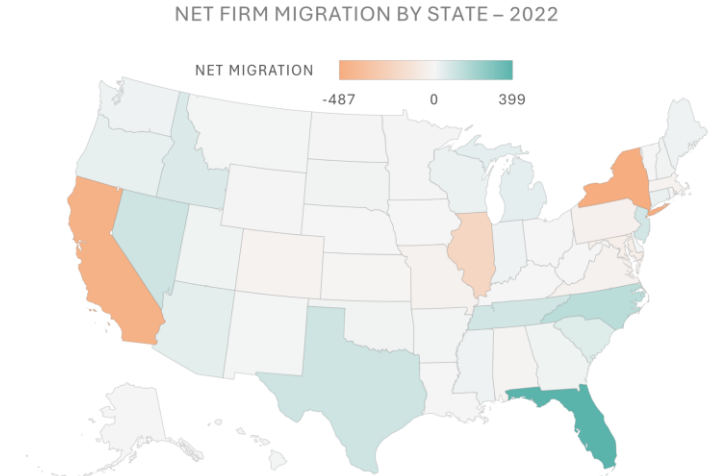 NET FIRM MIGRATION BY STATE – 2022
NET MIGRATION
-487 0 399